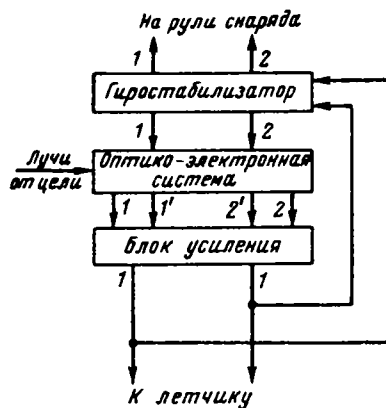 На рули снаряда
1 2
Гиростабилизатор
1 2
Лучи
от цели
Оптико-электронная
система
1 1' 2' 2
Блок усиления
1 1
К летчику